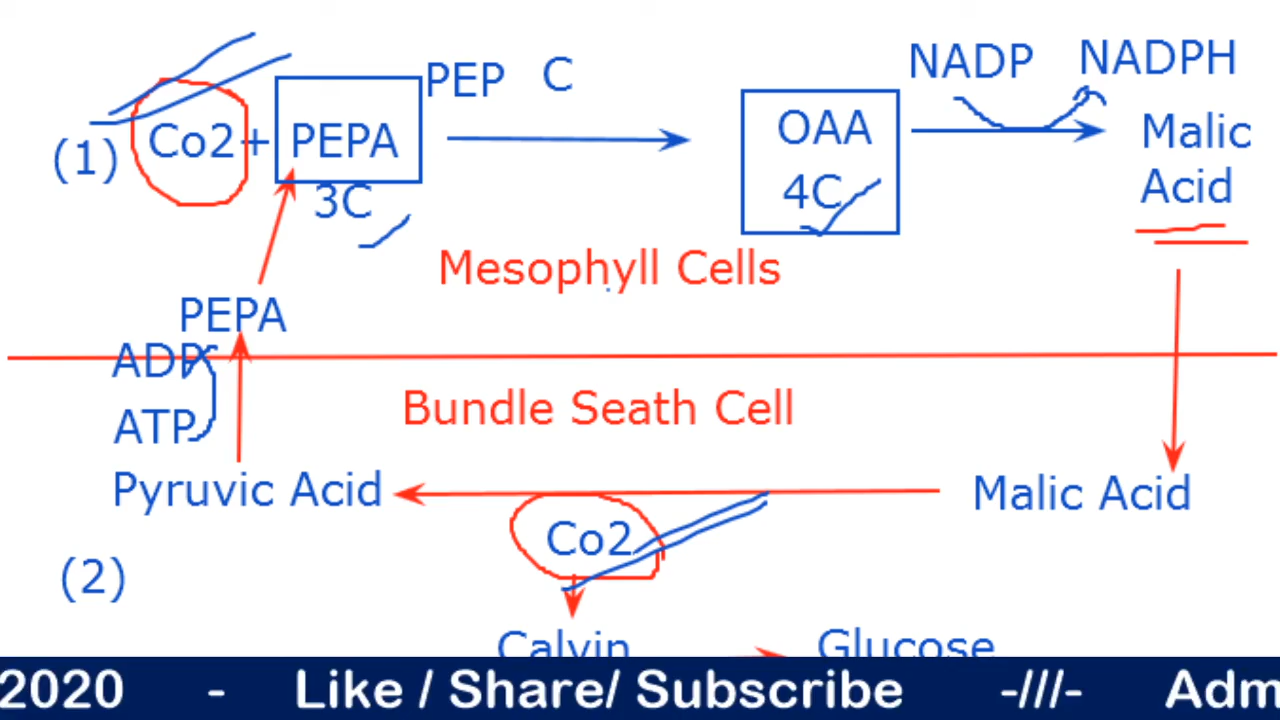 NADP NADPH
PEP C
(1) Co2+ PEPA OAA Malic
3C 4C Acid
Mesophyll Cells
PEPA
ADP
Bundle Seath Cell
ATP
Pyruvic Acid Malic Acid
Co2
(2)
Calvin Glucose
2020 - Like / Share/ Subscribe -///- Adm